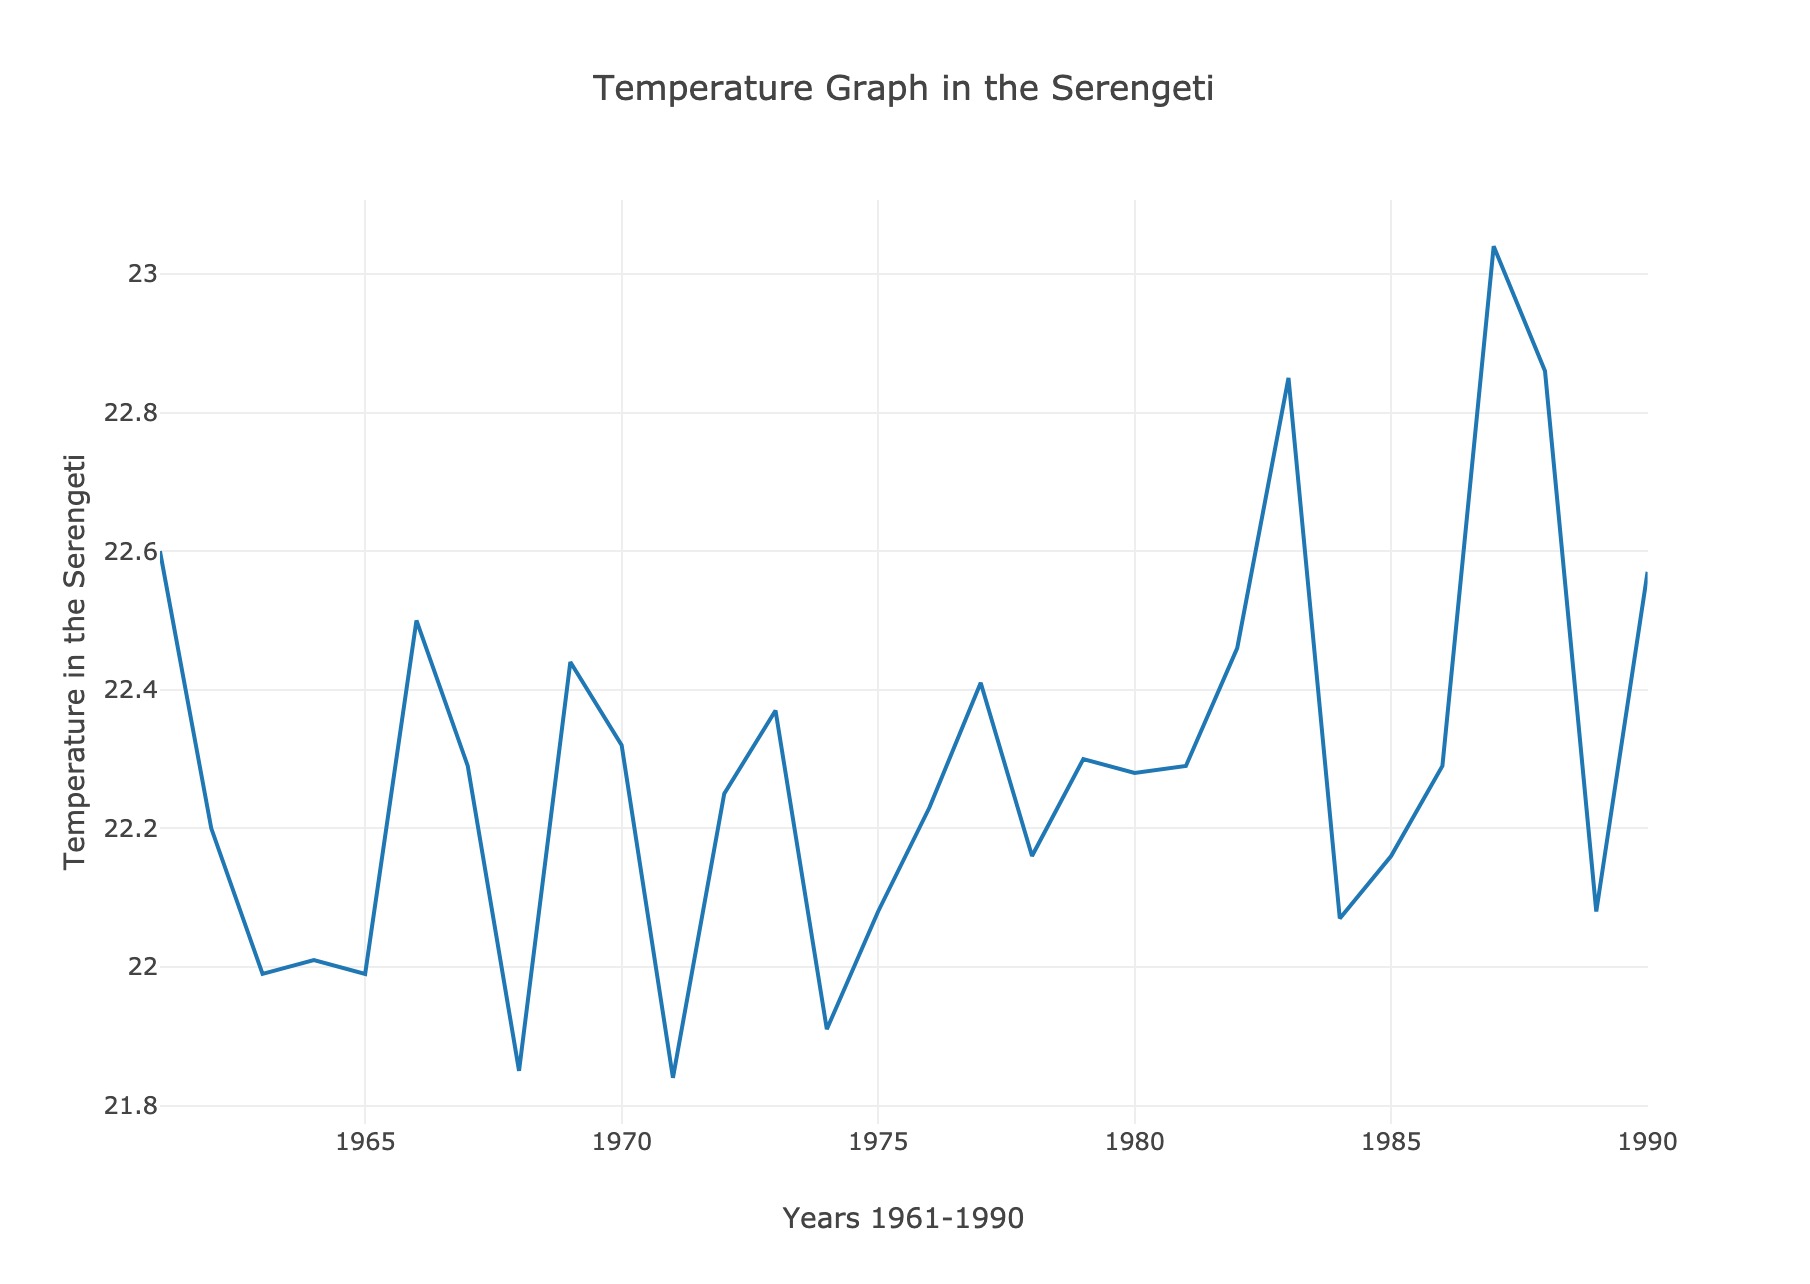 Temperature Graph in the Serengeti
23
22.8
22.6
22.4
22.2
22
21.8
Temperature in the Serengeti
1965 1970 1975 1980 1985 1990
Years 1961-1990